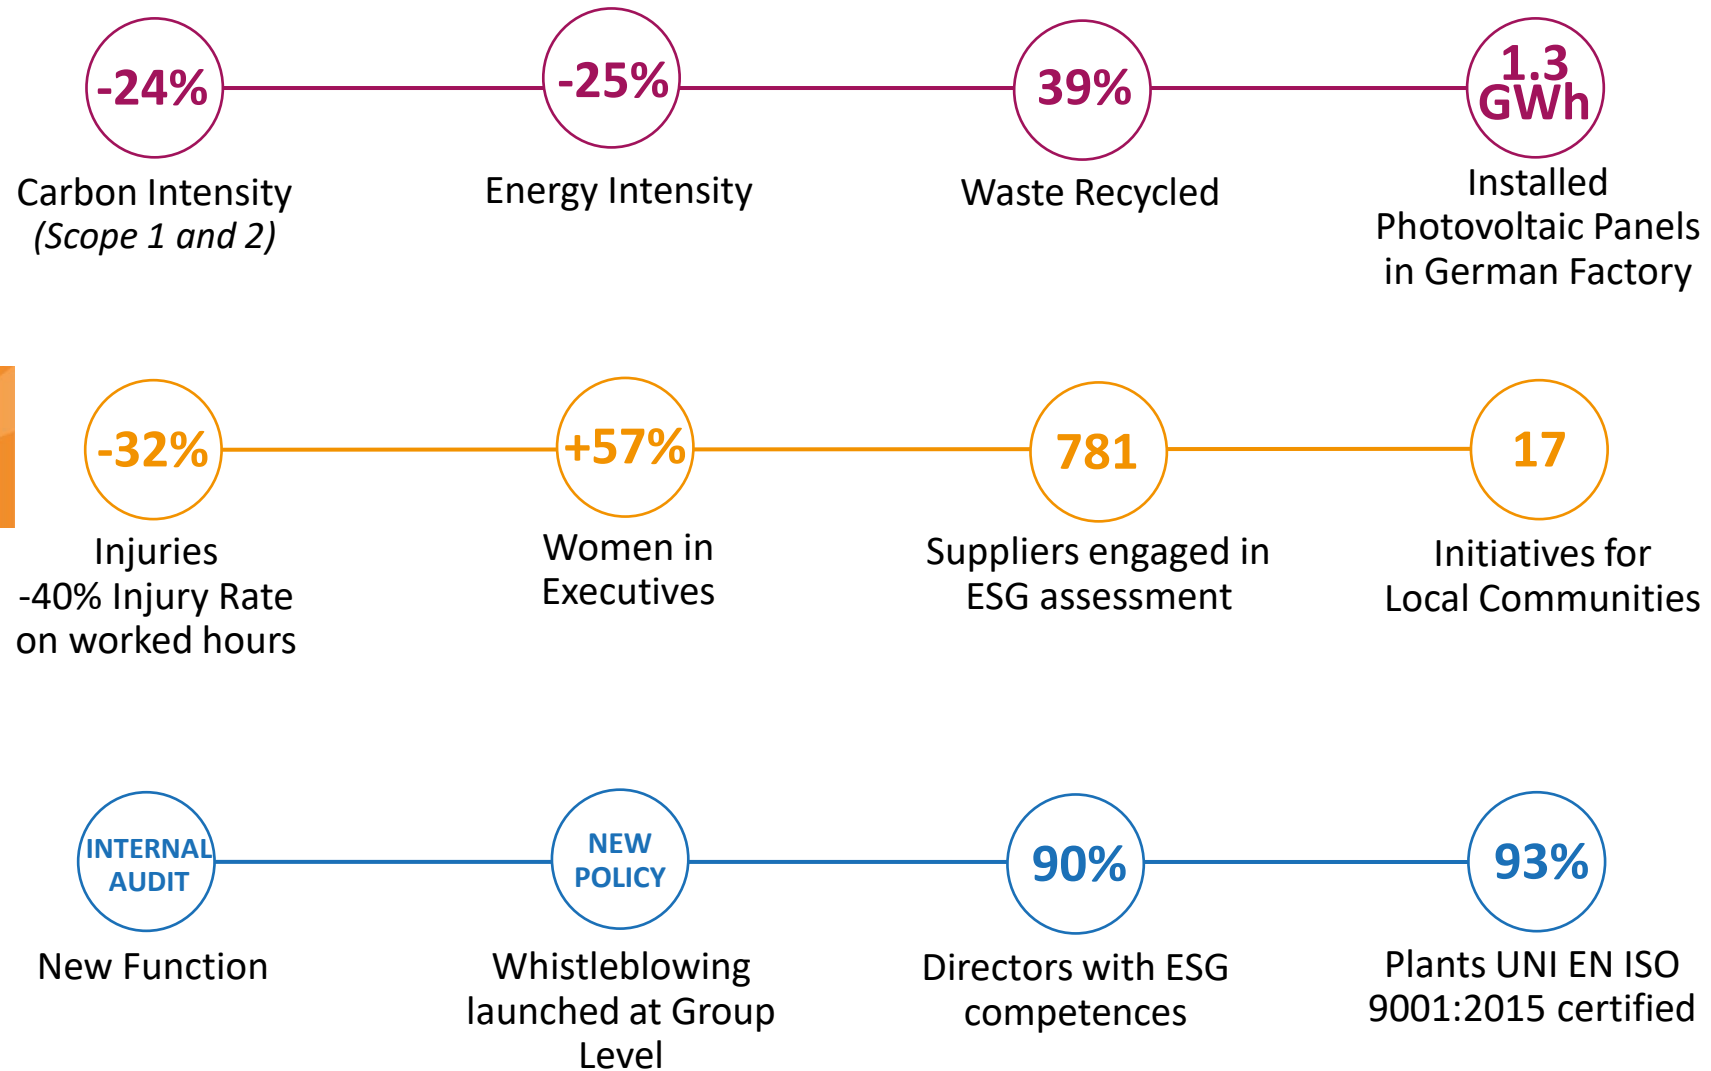 -24%
Carbon Intensity
(Scope 1 and 2)
-25%
Energy Intensity
39%
Waste Recycled
1.3
GWh
Installed
Photovoltaic Panels
in German Factory
-32%
Injuries
-40% Injury Rate
on worked hours
+57%
Women in
Executives
781
Suppliers engaged in
ESG assessment
17
Initiatives for
Local Communities
INTERNAL
AUDIT
New Function
NEW
POLICY
Whistleblowing
launched at Group
Level
90%
Directors with ESG
competences
93%
Plants UNI EN ISO
9001:2015 certified